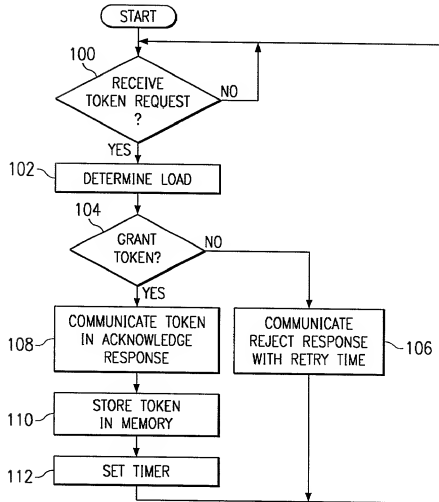 START
100
RECEIVE
TOKEN REQUEST
?
NO
YES
102
DETERMINE LOAD
104
GRANT
TOKEN?
NO
YES
108
COMMUNICATE TOKEN
IN ACKNOWLEDGE
RESPONSE
COMMUNICATE
REJECT RESPONSE
WITH RETRY TIME
106
110
STORE TOKEN
IN MEMORY
112
SET TIMER